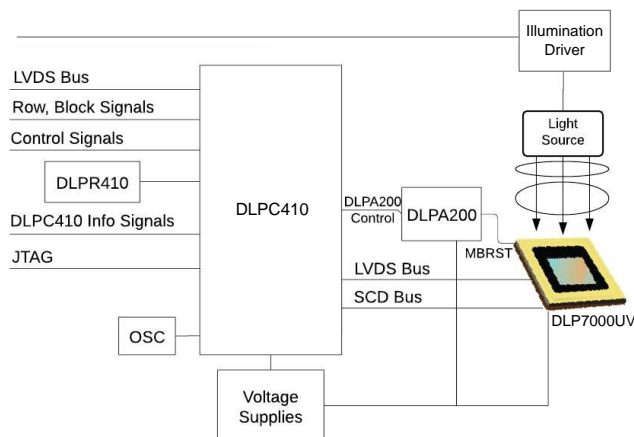 Illumination
Driver
LVDS Bus
Row, Block Signals
Control Signals
DLPR410
DLPC410 Info Signals
JTAG
OSC
DLPC410
Voltage
Supplies
DLPA200
Control
DLPA200
MBRST
LVDS Bus
SCD Bus
Light
Source
DLP7000UV